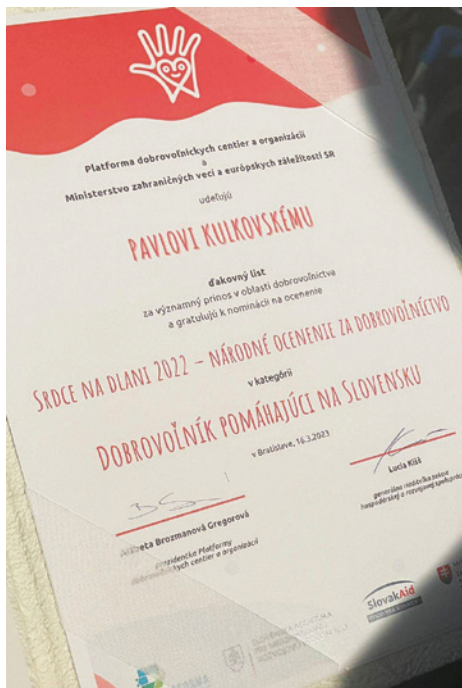 Platforma dobrovoľníckych centier a organizácií
a
Ministerstvo zahraničných vecí a európskych záležitostí SR
udeľujú
PAVLOVI KULKOVSKÉMU
ďakovný list
za významný prínos v oblasti dobrovoľníctva
a gratulujú k nominácii na ocenenie
SRDCE NA DLANI 2022 – NÁRODNÉ OCENENIE ZA DOBROVOĽNÍCTVO
v kategórii
DOBROVOĽNÍK POMÁHAJÚCI NA SLOVENSKU
v Bratislave, 16.3.2023
Alžbeta Brozmanová Gregorová
prezidentka Platformy
dobrovoľníckych centier a organizácií
Lucia Kišš
generálna riaditeľka sekcie
hospodárskej a rozvojovej spolupráce
SlovakAid